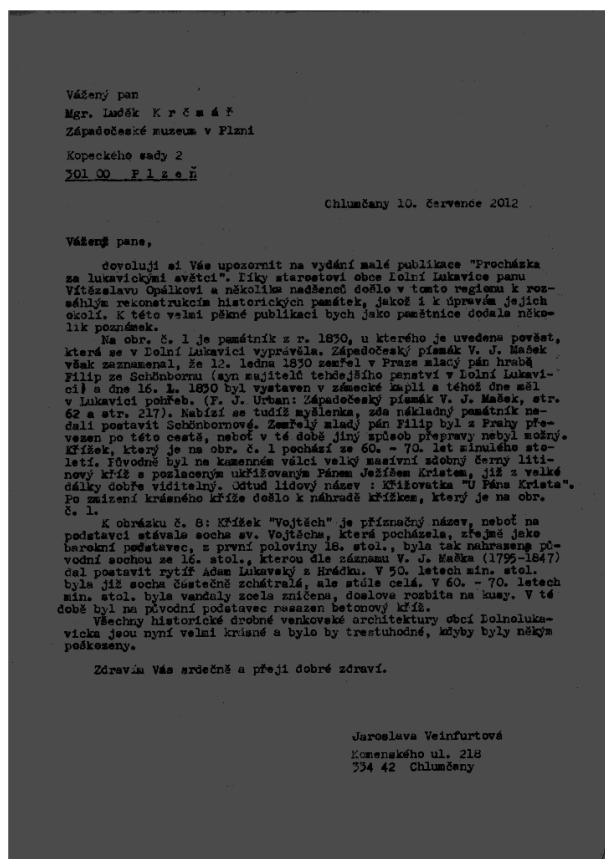 Vážený pan
Mgr. Luděk K r č m á ř
Západočeské muzeum v Plzni
Kopeckého sady 2
301 00 P l z e ň
Chlumčany 10. července 2012
Vážený pane,
dovoluji si Vás upozornit na vydání malé publikace "Procházka
za lukavickými světci". Díky starostovi obce Dolní Lukavice panu
Vítězslavu Opálkovi a několika nadšenců došlo v tomto regionu k roz-
sáhlým rekonstrukcím historických památek, jakož i k úpravám jejich
okolí. K této velmi pěkné publikaci bych jako pamětnice dodala něko-
lik poznámek.
Na obr. č. 1 je památník z r. 1830, u kterého je uvedena pověst,
která se v Dolní Lukavici vyprávěla. Západočeský písmák V. J. Mašek
však zaznamenal, že 12. ledna 1830 zemřel v Praze mladý pán hrabě
Filip ze Schönbornu (syn majitelů tehdejšího panství v Dolní Lukavi-
ci) a dne 16. 1. 1830 byl vystaven v zámecké kapli a téhož dne měl
v Lukavici pohřeb. (F. J. Urban: Západočeský písmák V. J. Mašek, str.
62 a str. 217). Nabízí se tudíž myšlenka, zda nákladný památník ne-
dali postavit Schönbornové. Zemřelý mladý pán Filip byl z Prahy pře-
vezen po této cestě, neboť v té době jiný způsob přepravy nebyl možný.
Křížek, který je na obr. č. 1 pochází ze 60. - 70. let minulého sto-
letí. Původně byl na kamenném válci velký masívní zdobný černý liti-
nový kříž s pozlaceným ukřižovaným Pánem Ježíšem Kristem, již z velké
dálky dobře viditelný. Odtud lidový název : Křižovatka "U Pána Krista".
Po zmizení krásného kříže došlo k náhradě křížkem, který je na obr.
č. 1.
K obrázku č. 8: Křížek "Vojtěch" je příznačný název, neboť na
podstavci stávala socha sv. Vojtěcha, která pocházela, zřejmě jako
barokní podstavec, z první poloviny 18. stol., byla tak nahrazena pů-
vodní sochou ze 16. stol., kterou dle záznamu V. J. Maška (1795-1847)
dal postavit rytíř Adam Lukavský z Hrádku. V 50. letech min. stol.
byla již socha částečně zchátralá, ale stále celá. V 60. - 70. letech
min. stol. byla vandaly zcela zničena, doslova rozbita na kusy. V té
době byl na původní podstavec nasazen betonový kříž.
Všechny historické drobné venkovské architektury obcí Dolnoluka-
vicka jsou nyní velmi krásné a bylo by trestuhodné, kdyby byly někým
poškozeny.
Zdravím Vás srdečně a přeji dobré zdraví.
Jaroslava Veinfurtová
Komenského ul. 218
334 42 Chlumčany